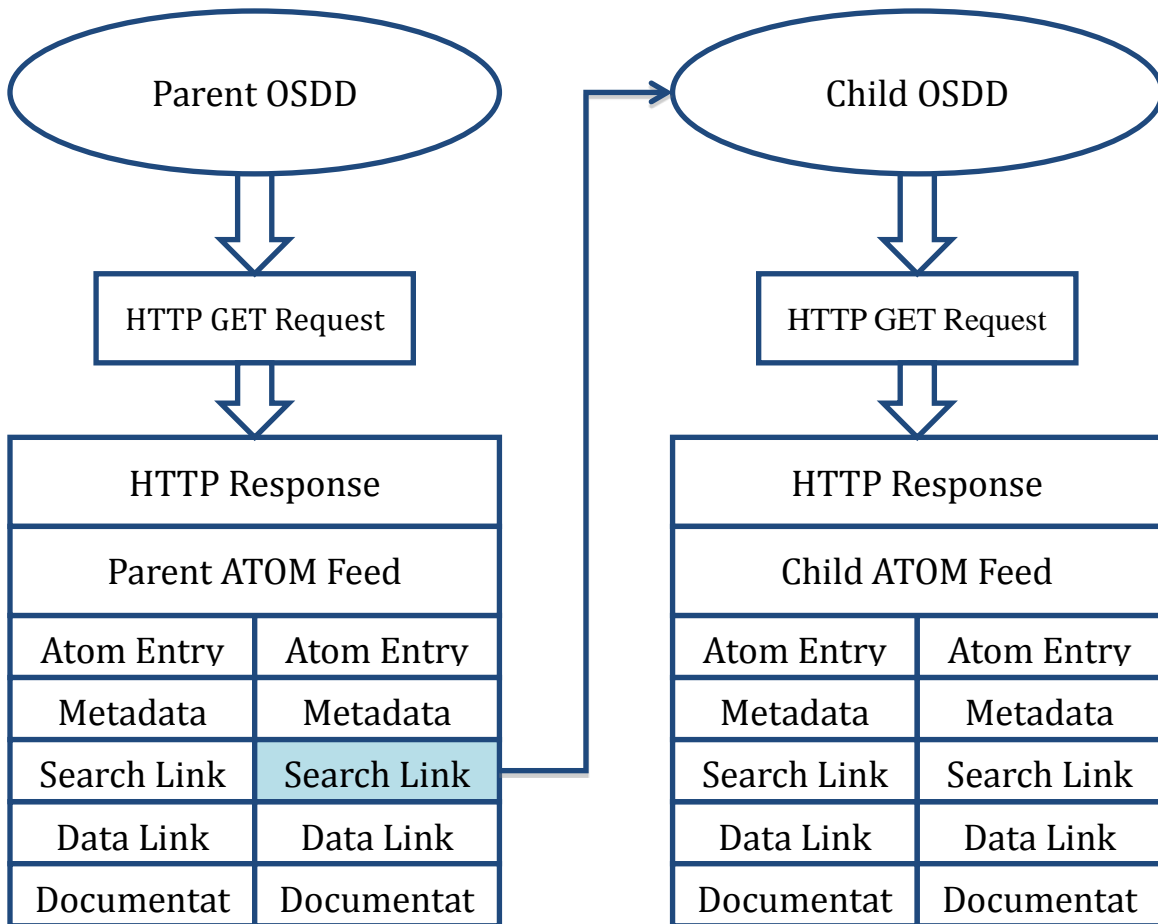 Parent OSDD
Child OSDD
HTTP GET Request
HTTP GET Request
HTTP Response
HTTP Response
Parent ATOM Feed
Child ATOM Feed
Atom Entry
Atom Entry
Atom Entry
Atom Entry
Metadata
Metadata
Metadata
Metadata
Search Link
Search Link
Search Link
Search Link
Data Link
Data Link
Data Link
Data Link
Documentat
Documentat
Documentat
Documentat